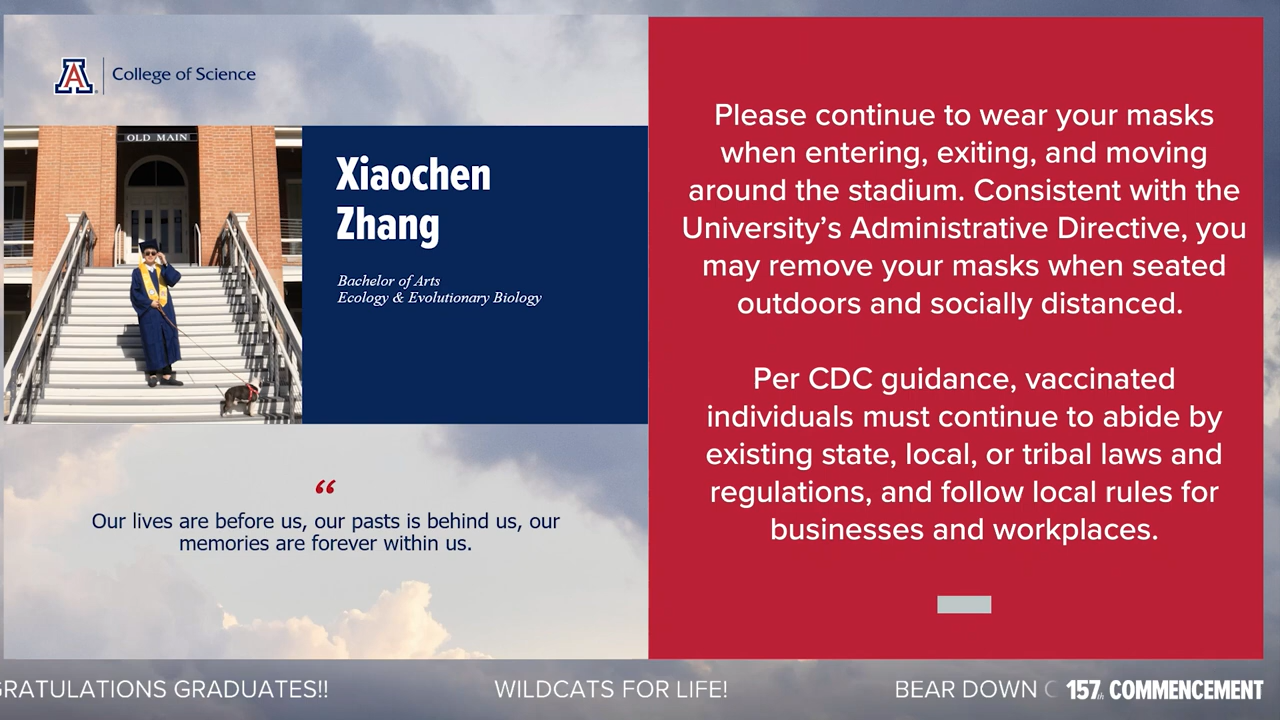 A
College of Science
OLD MAIN
Xiaochen
Zhang
Bachelor of Arts
Ecology & Evolutionary Biology
“
Our lives are before us, our pasts is behind us, our
memories are forever within us.
Please continue to wear your masks
when entering, exiting, and moving
around the stadium. Consistent with the
University’s Administrative Directive, you
may remove your masks when seated
outdoors and socially distanced.
Per CDC guidance, vaccinated
individuals must continue to abide by
existing state, local, or tribal laws and
regulations, and follow local rules for
businesses and workplaces.
RATULATIONS GRADUATES!! WILDCATS FOR LIFE! BEAR DOWN C 157th COMMENCEMENT